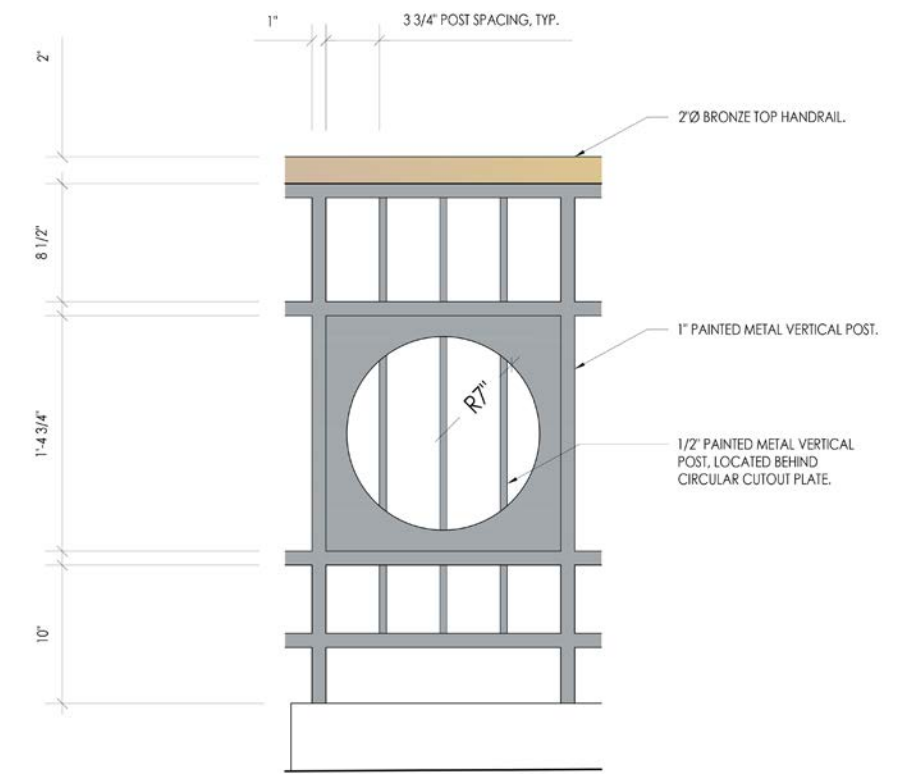 1"
3 3/4" POST SPACING, TYP.
2"
2"Ø BRONZE TOP HANDRAIL.
8 1/2"
1" PAINTED METAL VERTICAL POST.
R7"
1'-4 3/4"
1/2" PAINTED METAL VERTICAL
POST, LOCATED BEHIND
CIRCULAR CUTOUT PLATE.
10"